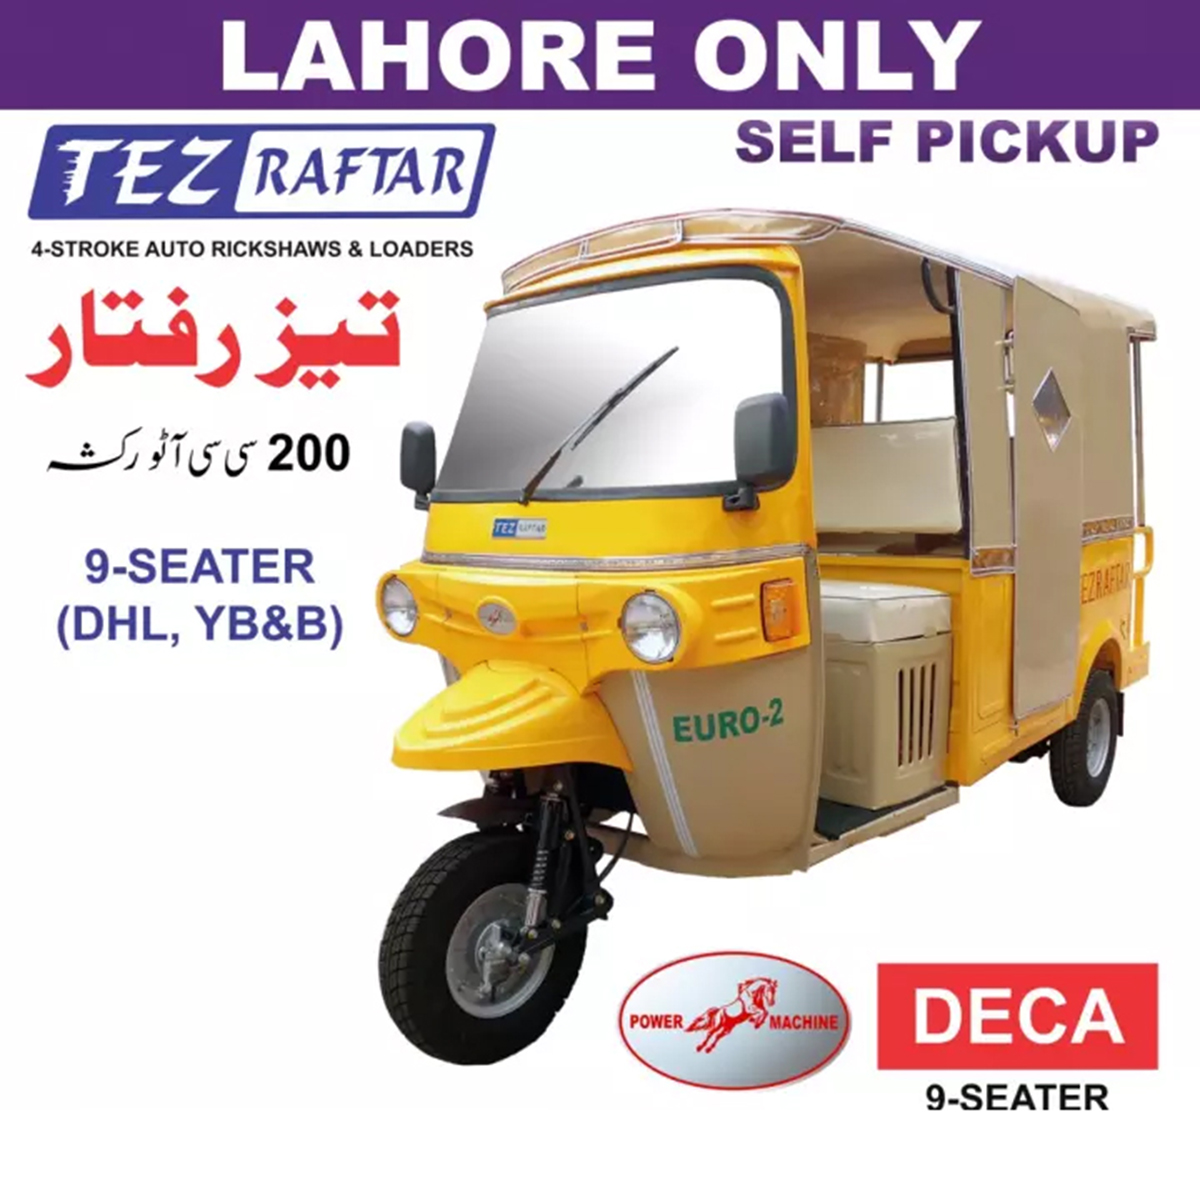 LAHORE ONLY
SELF PICKUP
TEZ RAFTAR
4-STROKE AUTO RICKSHAWS & LOADERS
تیز رفتار
200 سی سی آٹو رکشہ
9-SEATER
(DHL, YB&B)
TEZ RAFTAR
EURO-2
EZRAFTAR
POWER MACHINE
DECA
9-SEATER